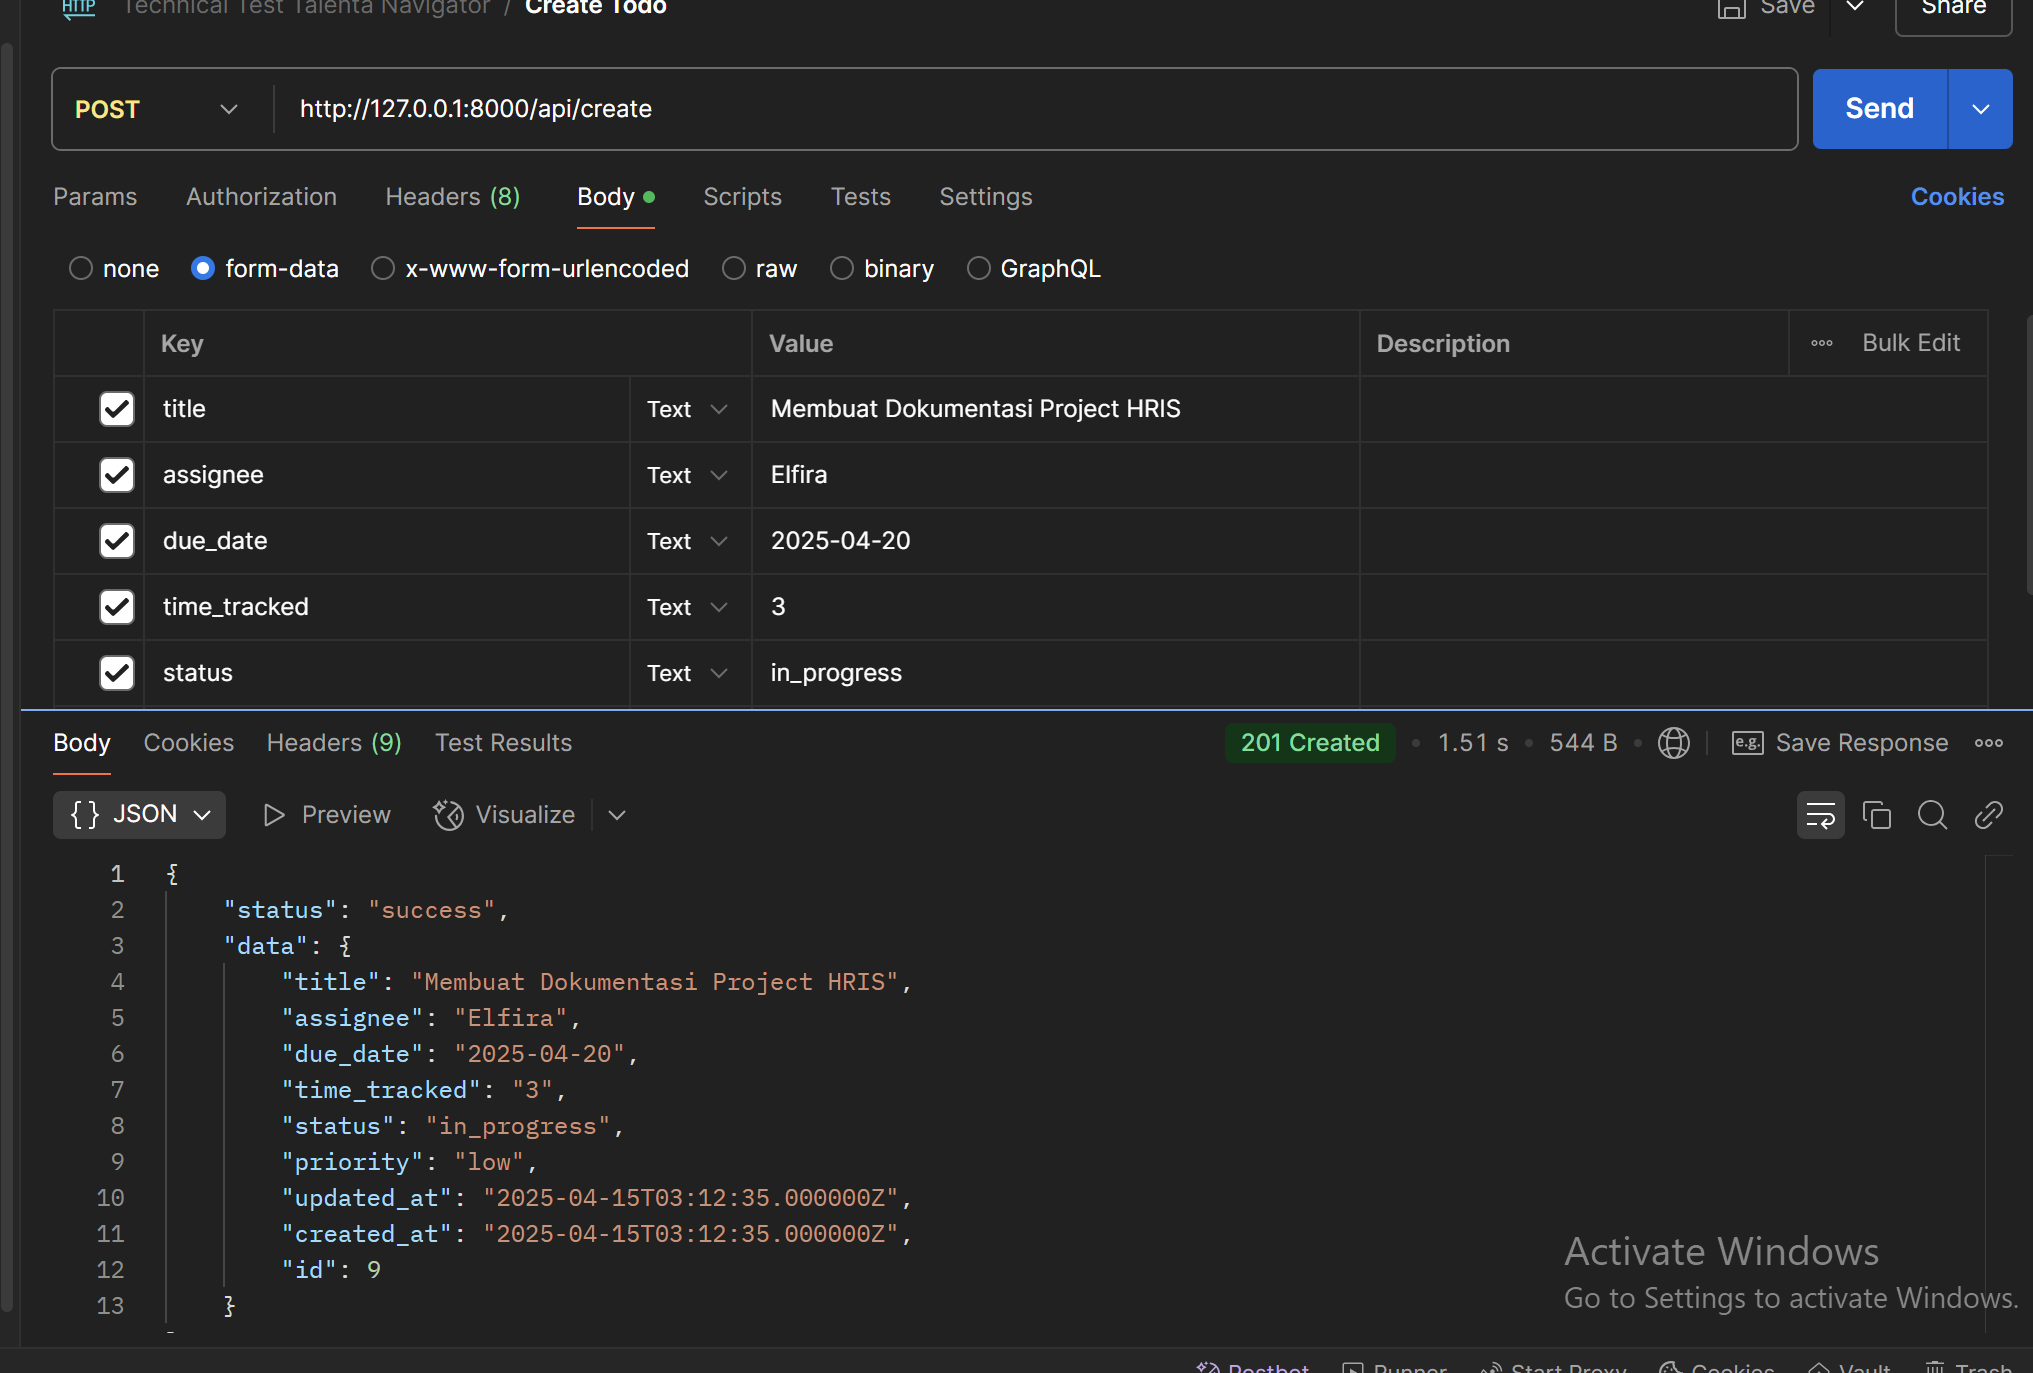 HTTP Technical Test Talenta Navigator / Create Todo Save Share
POST http://127.0.0.1:8000/api/create Send
Params Authorization Headers (8) Body Scripts Tests Settings Cookies
none form-data x-www-form-urlencoded raw binary GraphQL
Key Value Description Bulk Edit
title Text Membuat Dokumentasi Project HRIS
assignee Text Elfira
due_date Text 2025-04-20
time_tracked Text 3
status Text in_progress
Body Cookies Headers (9) Test Results 201 Created 1.51 s 544 B e.g. Save Response
{} JSON Preview Visualize
1 {
2 "status": "success",
3 "data": {
4 "title": "Membuat Dokumentasi Project HRIS",
5 "assignee": "Elfira",
6 "due_date": "2025-04-20",
7 "time_tracked": "3",
8 "status": "in_progress",
9 "priority": "low",
10 "updated_at": "2025-04-15T03:12:35.000000Z",
11 "created_at": "2025-04-15T03:12:35.000000Z",
12 "id": 9
13 }
Activate Windows
Go to Settings to activate Windows.
Postbot Runner Start Proxy Cookies Vault Trash